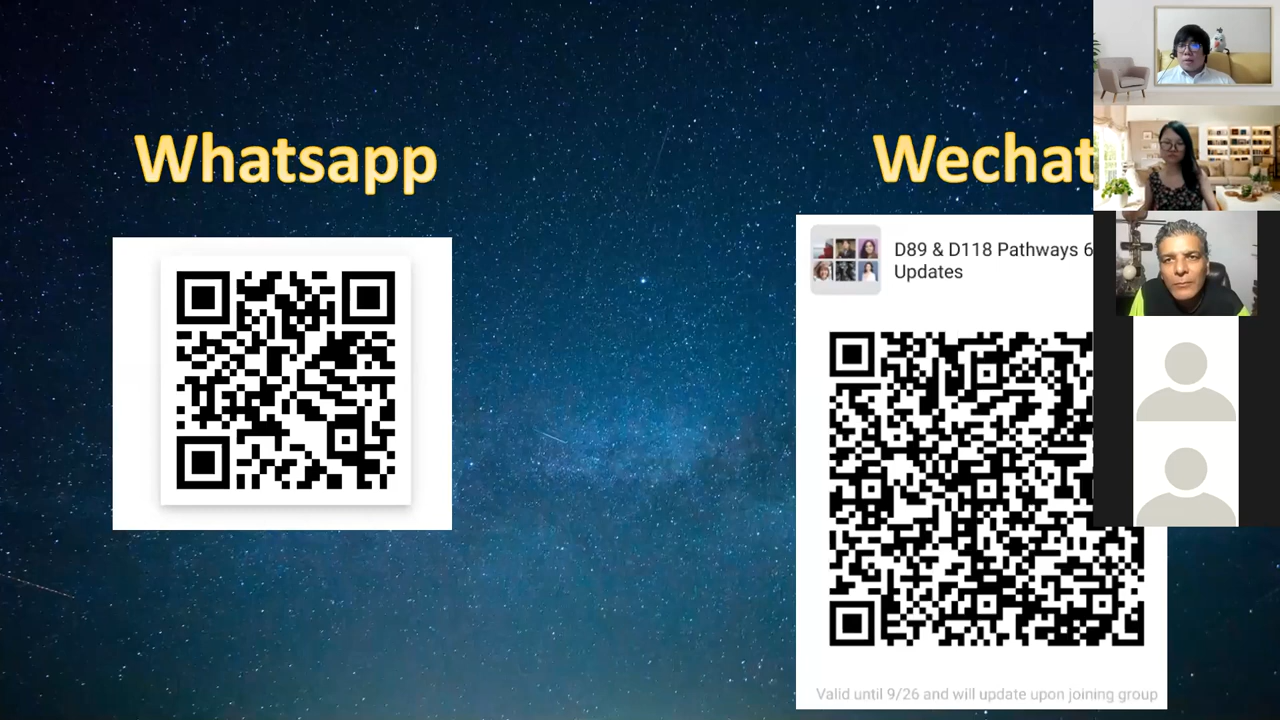 Whatsapp
Wechat
D89 & D118 Pathways 6
Updates
Valid until 9/26 and will update upon joining group